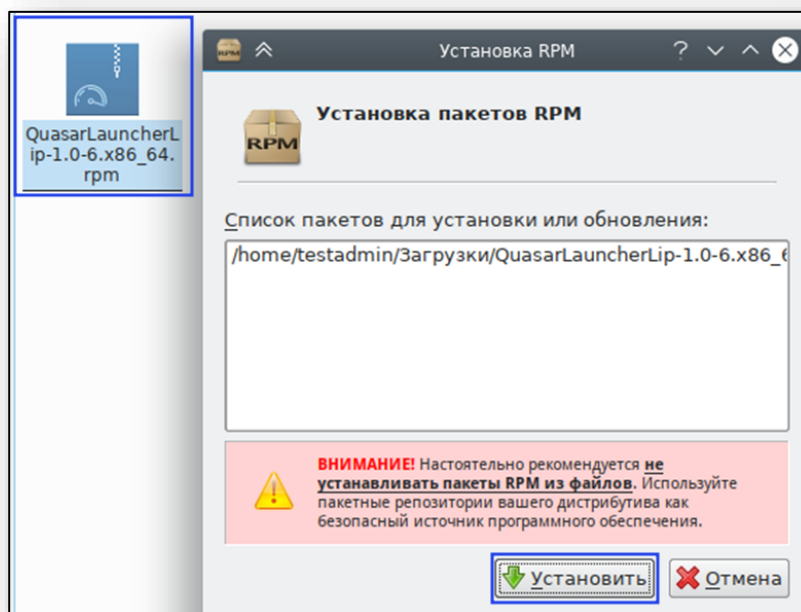 QuasarLauncherL
ip-1.0-6.x86_64.
rpm
RPM
Установка RPM
RPM
Установка пакетов RPM
Список пакетов для установки или обновления:
/home/testadmin/Загрузки/QuasarLauncherLip-1.0-6.x86_6
ВНИМАНИЕ! Настоятельно рекомендуется не
устанавливать пакеты RPM из файлов. Используйте
пакетные репозитории вашего дистрибутива как
безопасный источник программного обеспечения.
Установить
Отмена